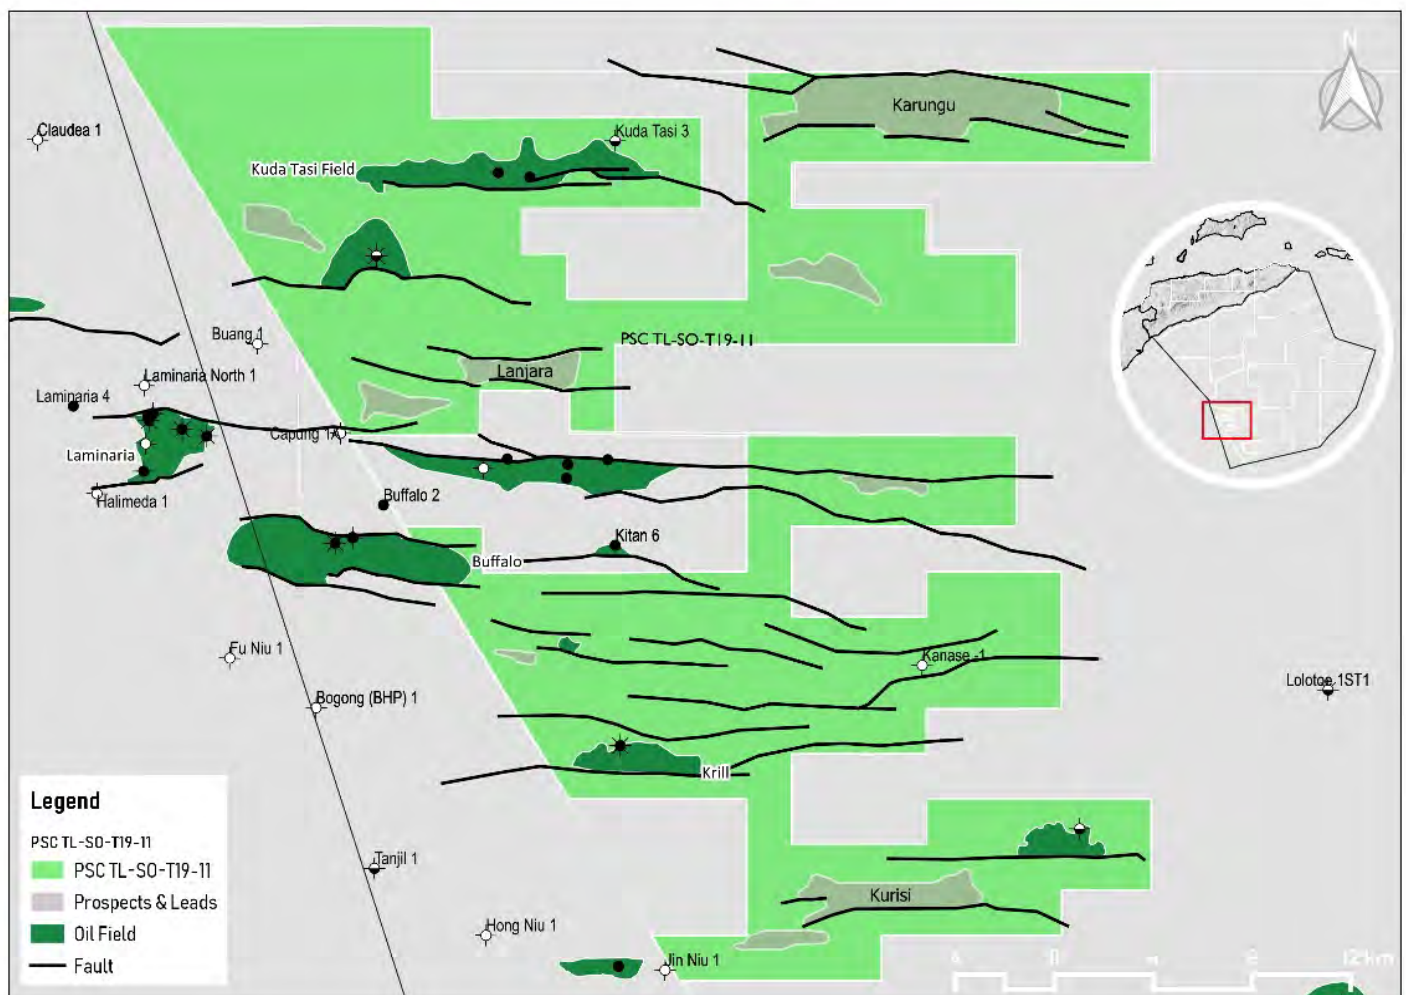 N
Karungu
Claudea 1
Kuda Tasi 3
Kuda Tasi Field
Buang 1
PSC TL-SO-T19-11
Lanjara
Laminaria North 1
Laminaria 4
Capung 1A
Laminaria
Halimeda 1
Buffalo 2
Kitan 6
Buffalo
Fu Niu 1
Kanase -1
Lolotoe 1ST1
Bogong (BHP) 1
Krill
Legend
PSC TL-SO-T19-11
PSC TL-SO-T19-11
Prospects & Leads
Oil Field
Fault
Tanjil 1
Kurisi
Hong Niu 1
Jin Niu 1
12 km